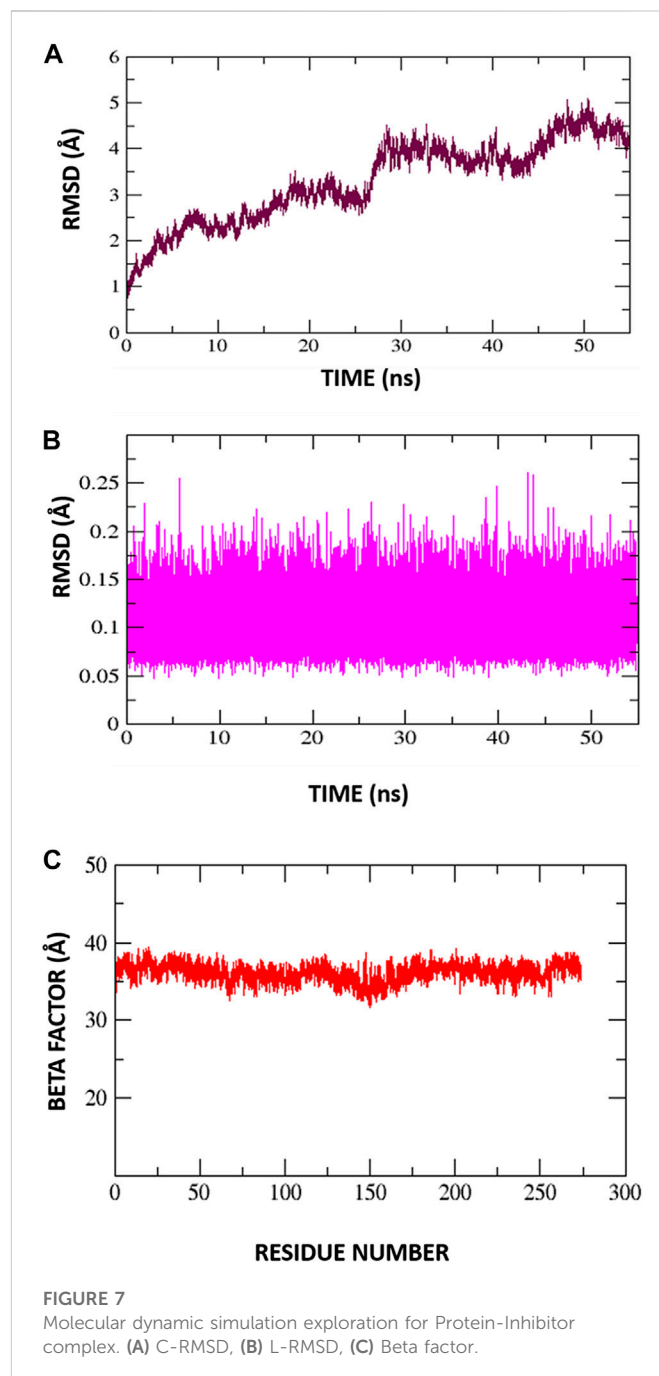 A
RMSD (Å)
6
5
4
3
2
1
0
0 10 20 30 40 50
TIME (ns)
B
RMSD (Å)
0.25
0.2
0.15
0.1
0.05
0
0 10 20 30 40 50
TIME (ns)
C
BETA FACTOR (Å)
50
40
30
20
0 50 100 150 200 250 300
RESIDUE NUMBER
FIGURE 7
Molecular dynamic simulation exploration for Protein-Inhibitor
complex. (A) C-RMSD, (B) L-RMSD, (C) Beta factor.